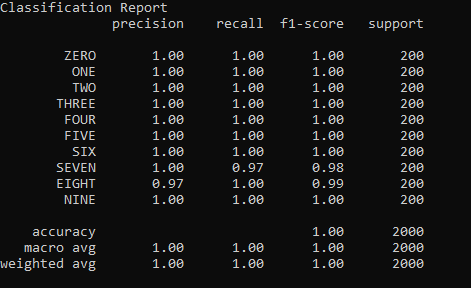 Classification Report
precision recall f1-score support
ZERO 1.00 1.00 1.00 200
ONE 1.00 1.00 1.00 200
TWO 1.00 1.00 1.00 200
THREE 1.00 1.00 1.00 200
FOUR 1.00 1.00 1.00 200
FIVE 1.00 1.00 1.00 200
SIX 1.00 1.00 1.00 200
SEVEN 1.00 0.97 0.98 200
EIGHT 0.97 1.00 0.99 200
NINE 1.00 1.00 1.00 200
accuracy 1.00 2000
macro avg 1.00 1.00 1.00 2000
weighted avg 1.00 1.00 1.00 2000